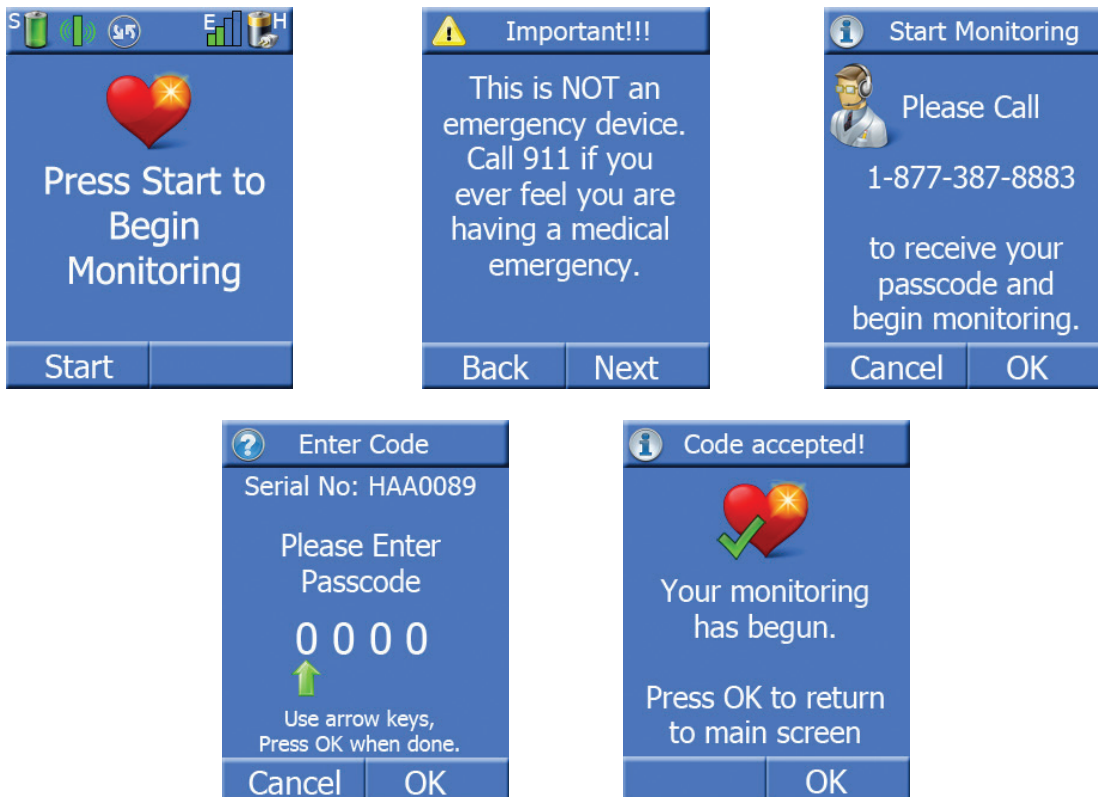 S E H
Press Start to
Begin
Monitoring
Start
Important!!!
This is NOT an
emergency device.
Call 911 if you
ever feel you are
having a medical
emergency.
Back Next
Start Monitoring
Please Call
1-877-387-8883
to receive your
passcode and
begin monitoring.
Cancel OK
Enter Code
Serial No: HAA0089
Please Enter
Passcode
0 0 0 0
Use arrow keys,
Press OK when done.
Cancel OK
Code accepted!
Your monitoring
has begun.
Press OK to return
to main screen
OK